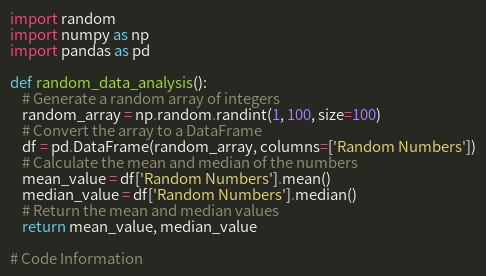 import random
import numpy as np
import pandas as pd
def random_data_analysis():
# Generate a random array of integers
random_array = np.random.randint(1, 100, size=100)
# Convert the array to a DataFrame
df = pd.DataFrame(random_array, columns=['Random Numbers'])
# Calculate the mean and median of the numbers
mean_value = df['Random Numbers'].mean()
median_value = df['Random Numbers'].median()
# Return the mean and median values
return mean_value, median_value
# Code Information